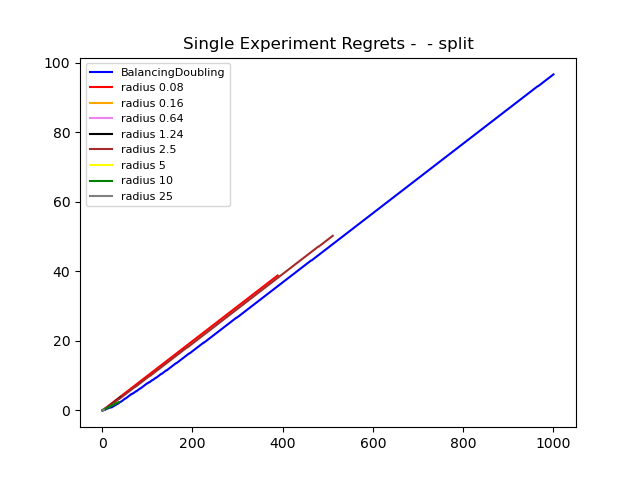 Single Experiment Regrets -  - split
100
80
60
40
20
0
BalancingDoubling
radius 0.08
radius 0.16
radius 0.64
radius 1.24
radius 2.5
radius 5
radius 10
radius 25
0 200 400 600 800 1000